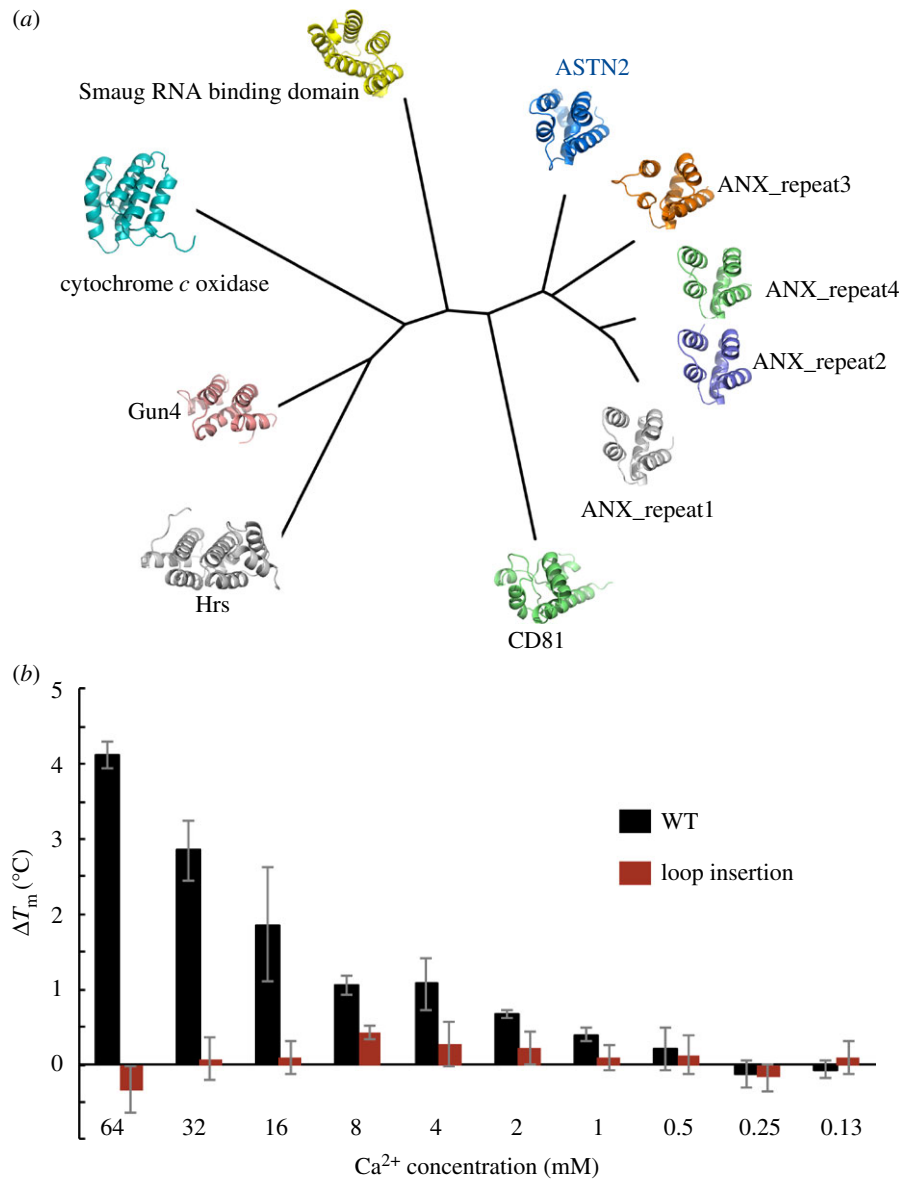 (a)
Smaug RNA binding domain
ASTN2
ANX_repeat3
cytochrome c oxidase
ANX_repeat4
ANX_repeat2
Gun4
ANX_repeat1
Hrs
CD81
(b)
5
4
3
2
1
0
ΔTm (°C)
WT
loop insertion
64 32 16 8 4 2 1 0.5 0.25 0.13
Ca2+ concentration (mM)